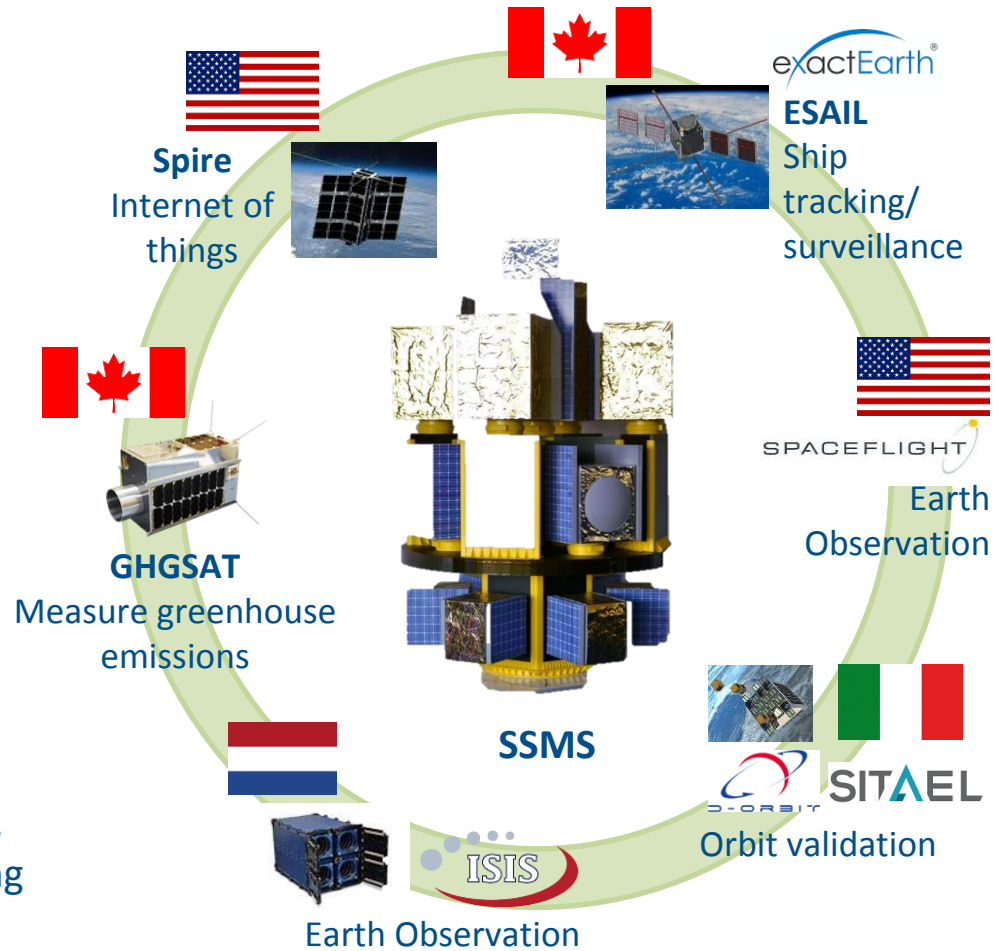 exactEarth®
ESAIL
Ship
tracking/
surveillance
Spire
Internet of
things
SPACEFLIGHT
Earth
Observation
GHGSAT
Measure greenhouse
emissions
SSMS
D-ORBIT
SITAEL
Orbit validation
ISIS
Earth Observation